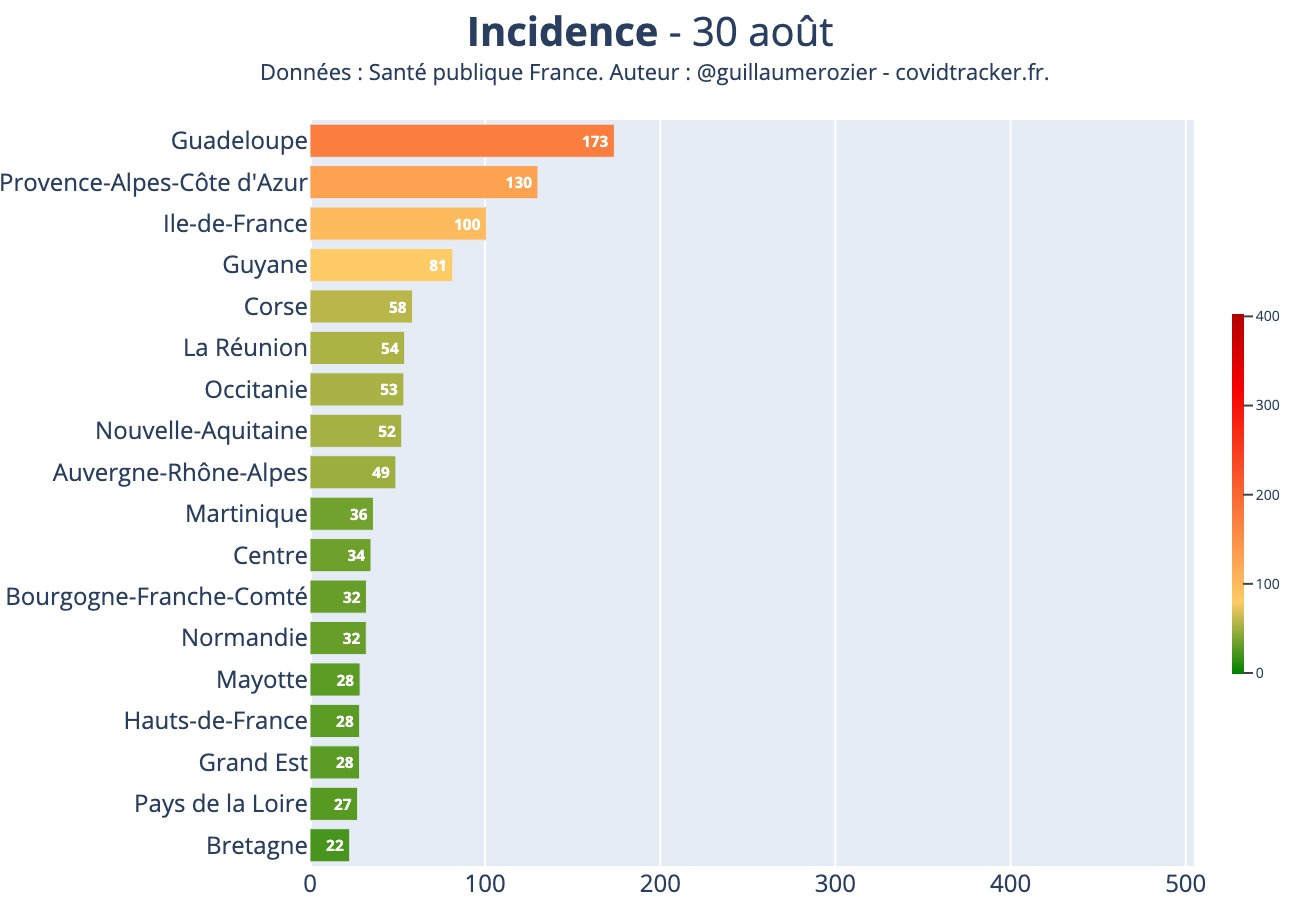 Incidence - 30 août
Données : Santé publique France. Auteur : @guillaumerozier - covidtracker.fr.
Guadeloupe 173
Provence-Alpes-Côte d'Azur 130
Ile-de-France 100
Guyane 81
Corse 58
La Réunion 54
Occitanie 53
Nouvelle-Aquitaine 52
Auvergne-Rhône-Alpes 49
Martinique 36
Centre 34
Bourgogne-Franche-Comté 32
Normandie 32
Mayotte 28
Hauts-de-France 28
Grand Est 28
Pays de la Loire 27
Bretagne 22
0 100 200 300 400 500
400
300
200
100
0